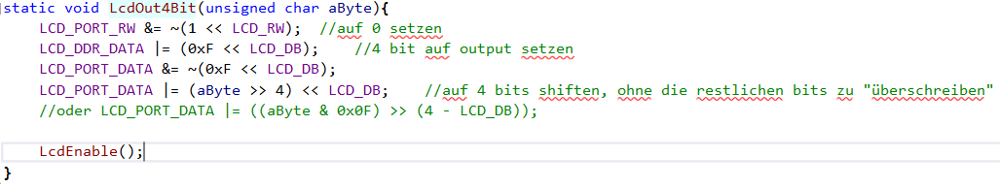 static void LcdOut4Bit(unsigned char aByte){
LCD_PORT_RW &= ~(1 << LCD_RW);  //auf 0 setzen
LCD_DDR_DATA |= (0xF << LCD_DB);    //4 bit auf output setzen
LCD_PORT_DATA &= ~(0xF << LCD_DB);
LCD_PORT_DATA |= (aByte >> 4) << LCD_DB;    //auf 4 bits shiften, ohne die restlichen bits zu "überschreiben"
//oder LCD_PORT_DATA |= ((aByte & 0x0F) >> (4 - LCD_DB));
LcdEnable();
}